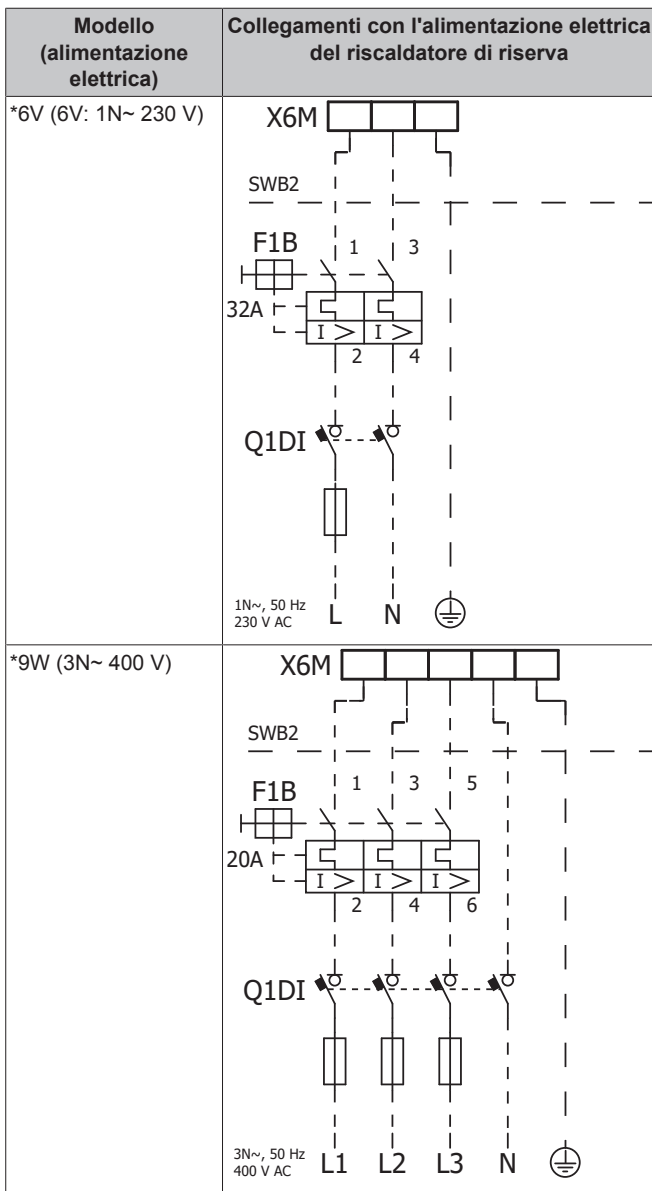 Modello
(alimentazione
elettrica)
Collegamenti con l'alimentazione elettrica
del riscaldatore di riserva
*6V (6V: 1N~ 230 V)
X6M
SWB2
F1B
1 3
32A
I > I >
2 4
Q1DI
1N~, 50 Hz
230 V AC
L N
*9W (3N~ 400 V)
X6M
SWB2
1 3 5
F1B
20A
I > I > I >
2 4 6
Q1DI
3N~, 50 Hz
400 V AC
L1 L2 L3 N